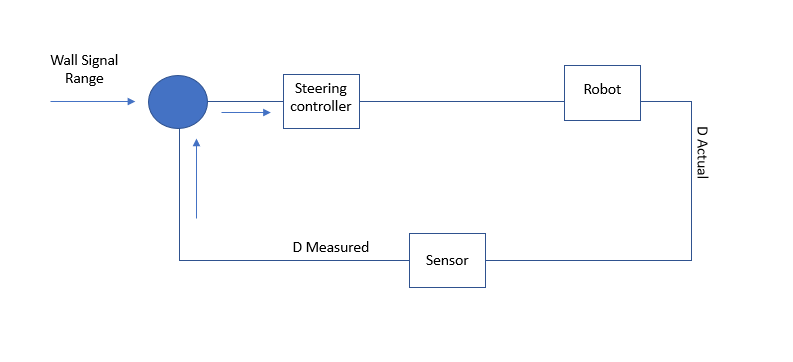 Wall Signal
Range
Steering
controller
Robot
D Actual
D Measured
Sensor